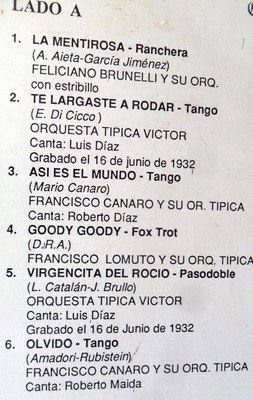 LADO A
1. LA MENTIROSA - Ranchera
(A. Aieta-García Jiménez)
FELICIANO BRUNELLI Y SU ORQ.
con estribillo
2. TE LARGASTE A RODAR - Tango
(E. Di Cicco )
ORQUESTA TIPICA VICTOR
Canta: Luis Díaz
Grabado el 16 de junio de 1932
3. ASI ES EL MUNDO - Tango
(Mario Canaro)
FRANCISCO CANARO Y SU OR. TIPICA
Canta: Roberto Díaz
4. GOODY GOODY - Fox Trot
(D.R.A.)
FRANCISCO LOMUTO Y SU OQ. TIPICA
5. VIRGENCITA DEL ROCIO - Pasodoble
(L. Catalán-J. Brullo)
ORQUESTA TIPICA VICTOR
Canta: Luis Díaz
Grabado el 16 de Junio de 1932
6. OLVIDO - Tango
(Amadori-Rubistein)
FRANCISCO CANARO Y SU ORQ. TIPICA
Canta: Roberto Maida